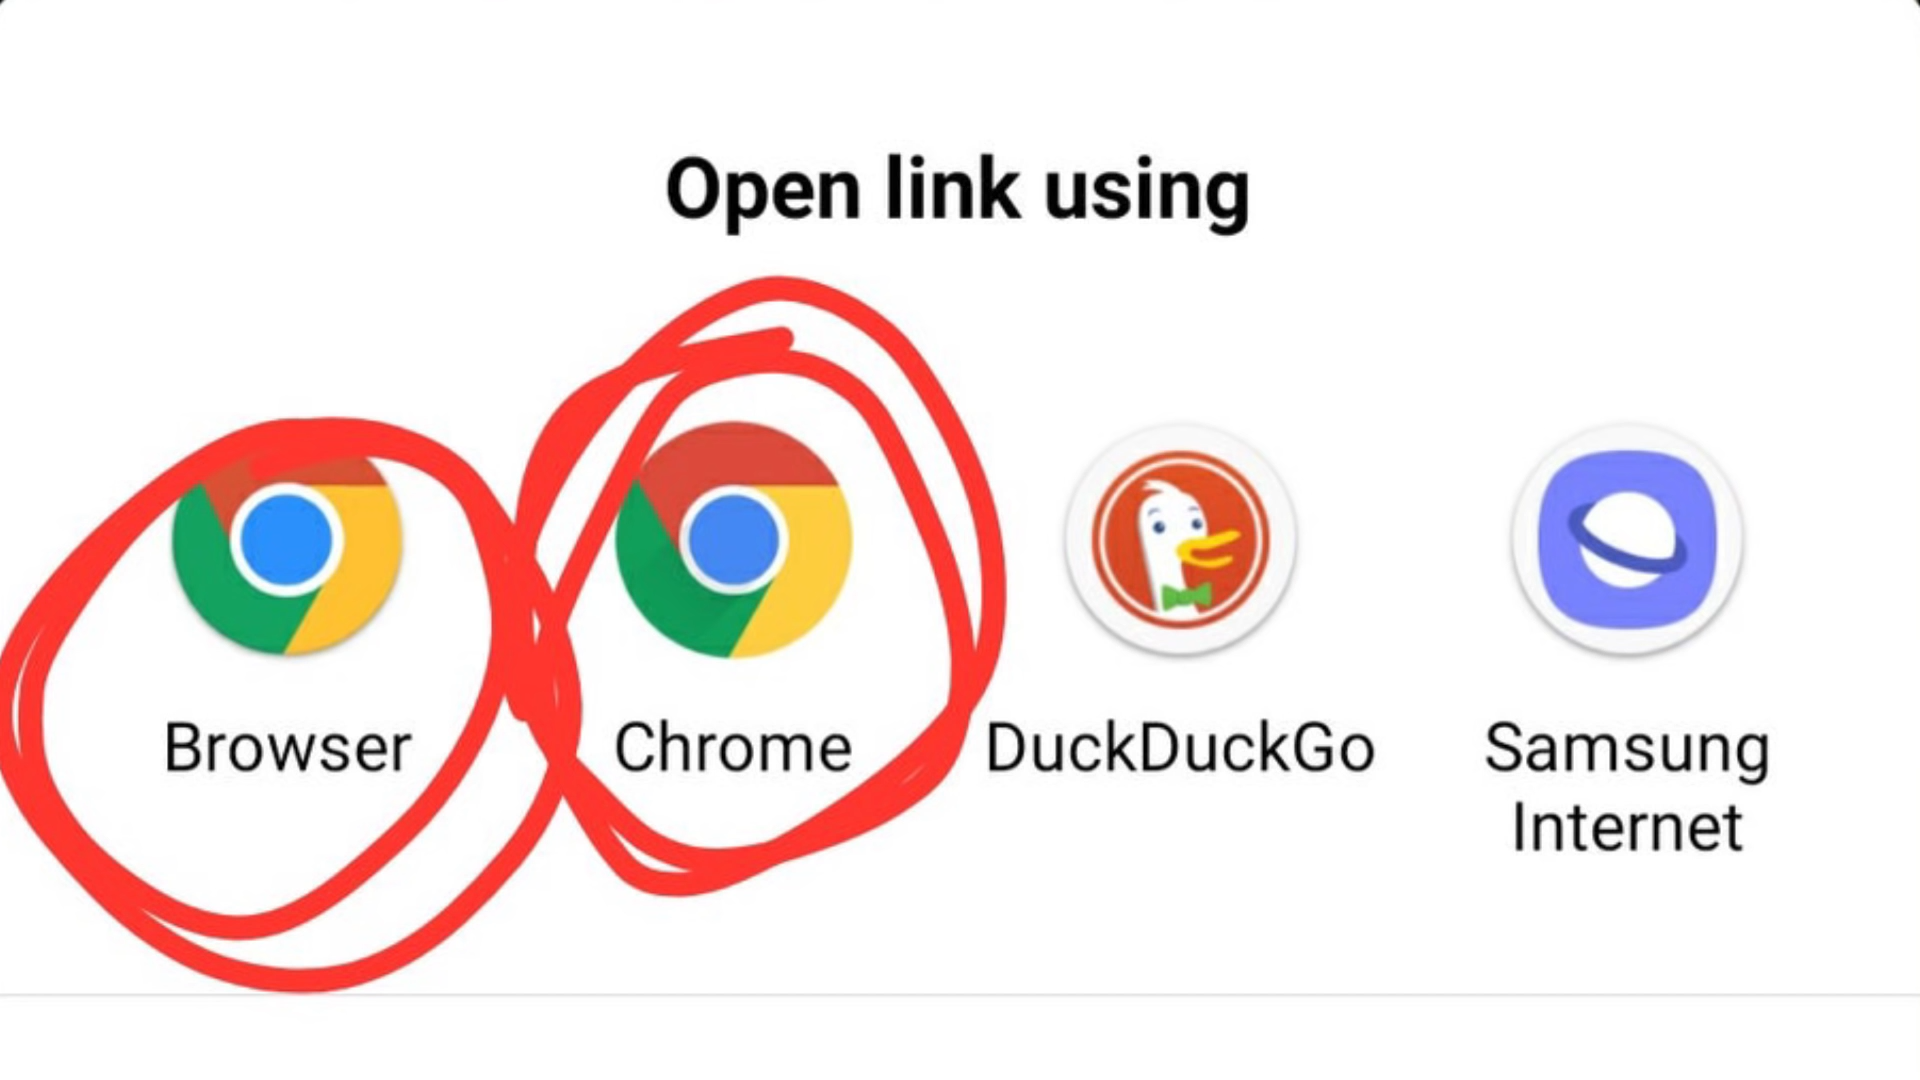 Open link using
Browser
Chrome
DuckDuckGo
Samsung
Internet